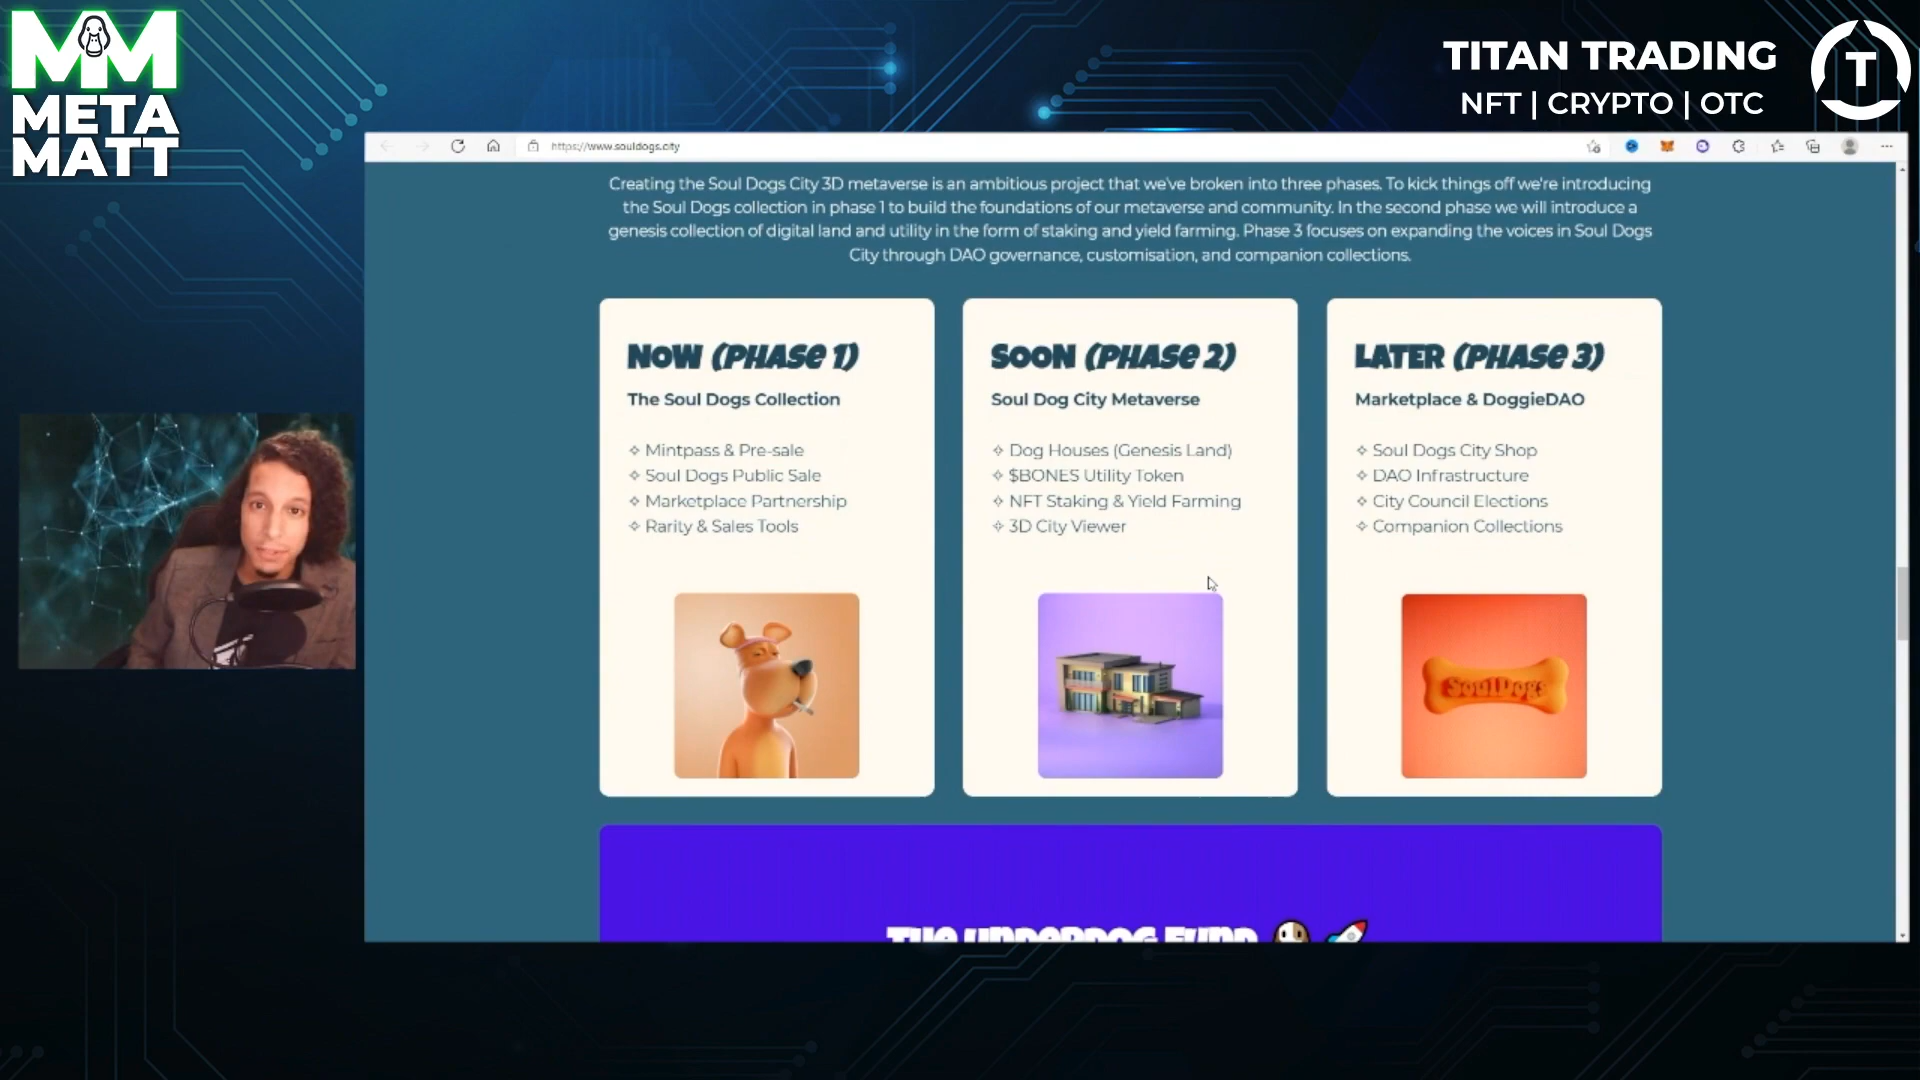 MM
META
MATT
TITAN TRADING
NFT | CRYPTO | OTC
T
https://www.souldogs.city
Creating the Soul Dogs City 3D metaverse is an ambitious project that we've broken into three phases. To kick things off we're introducing
the Soul Dogs collection in phase 1 to build the foundations of our metaverse and community. In the second phase we will introduce a
genesis collection of digital land and utility in the form of staking and yield farming. Phase 3 focuses on expanding the voices in Soul Dogs
City through DAO governance, customisation, and companion collections.
NOW (PHASE 1)
The Soul Dogs Collection
✧ Mintpass & Pre-sale
✧ Soul Dogs Public Sale
✧ Marketplace Partnership
✧ Rarity & Sales Tools
SOON (PHASE 2)
Soul Dog City Metaverse
✧ Dog Houses (Genesis Land)
✧ $BONES Utility Token
✧ NFT Staking & Yield Farming
✧ 3D City Viewer
LATER (PHASE 3)
Marketplace & DoggieDAO
✧ Soul Dogs City Shop
✧ DAO Infrastructure
✧ City Council Elections
✧ Companion Collections
SoulDogs
THE UNDERDOG FUND